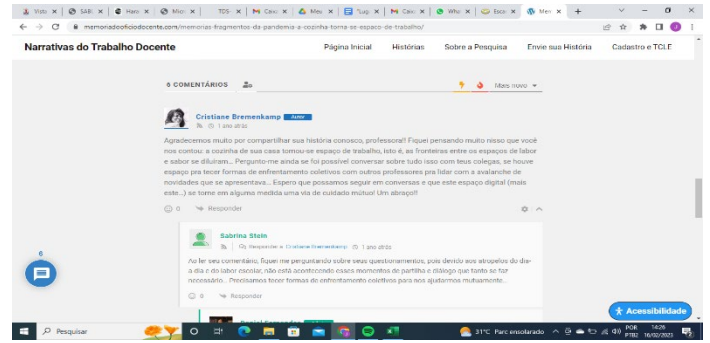 Memoriadooficiodocente.com/memorias-fragmentos-da-pandemia-a-cozinha-torna-se-espaco-de-trabalho/
Narrativas do Trabalho Docente
Página Inicial
Histórias
Sobre a Pesquisa
Envie sua História
Cadastro e TCLE
6 COMENTÁRIOS
Mais novo
Cristiane Bremenkamp
1 ano atrás
Agradecemos muito por compartilhar sua história conosco, professora!! Fiquei pensando muito nisso que você
nos contou: a cozinha de sua casa tornou-se espaço de trabalho, isto é, as fronteiras entre os espaços de labor
e sabor se diluíram... Pergunto-me ainda se foi possível conversar sobre tudo isso com teus colegas, se houve
espaço pra tecer formas de enfrentamento coletivos com outros professores pra lidar com a avalanche de
novidades que se apresentava... Espero que possamos seguir em conversas e que este espaço digital (mais
este...) se torne em alguma medida uma via de cuidado mútuo! Um abraço!!
0
Responder
Sabrina Stein
Responder a Cristiane Bremenkamp
1 ano atrás
Ao ler seu comentário, fiquei me perguntando sobre seus questionamentos, pois devido aos atropelos do dia-
a-dia e do labor escolar, não está acontecendo esses momentos de partilha e diálogo que tanto se faz
necessário... Precisamos tecer formas de enfrentamento coletivo para nos ajudarmos mutuamente...
0
Responder
6
Acessibilidade
Pesquisar
31°C Parc ensolarado
POR
PTB2
14:26
16/02/2023